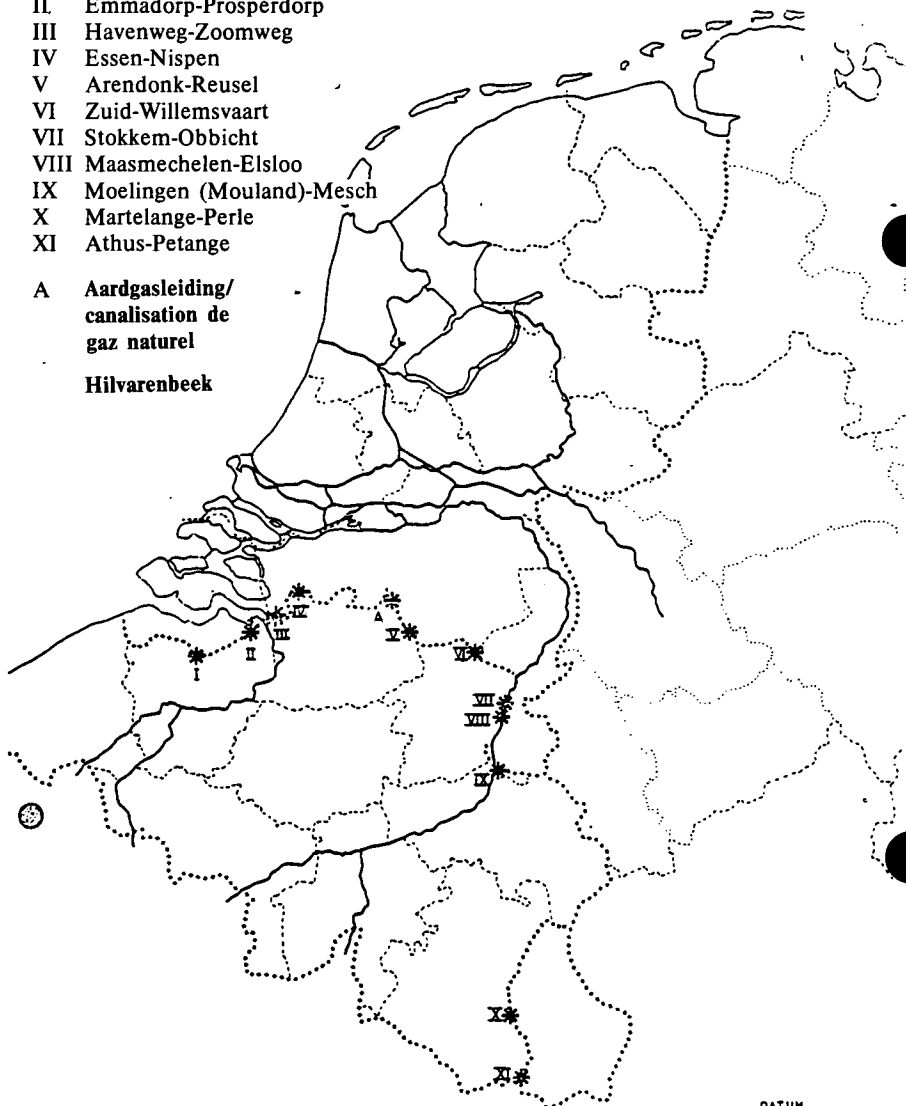 II. Emmadorp-Prosperdorp
III Havenweg-Zoomweg
IV Essen-Nispen
V Arendonk-Reusel
VI Zuid-Willemsvaart
VII Stokkem-Obbicht
VIII Maasmechelen-Elsloo
IX Moelingen (Mouland)-Mesch
X Martelange-Perle
XI Athus-Petange
A Aardgasleiding/
canalisation de
gaz naturel
Hilvarenbeek
IV
A
III
V
II
VI
I
VII
VIII
IX
X
XI
DATUM